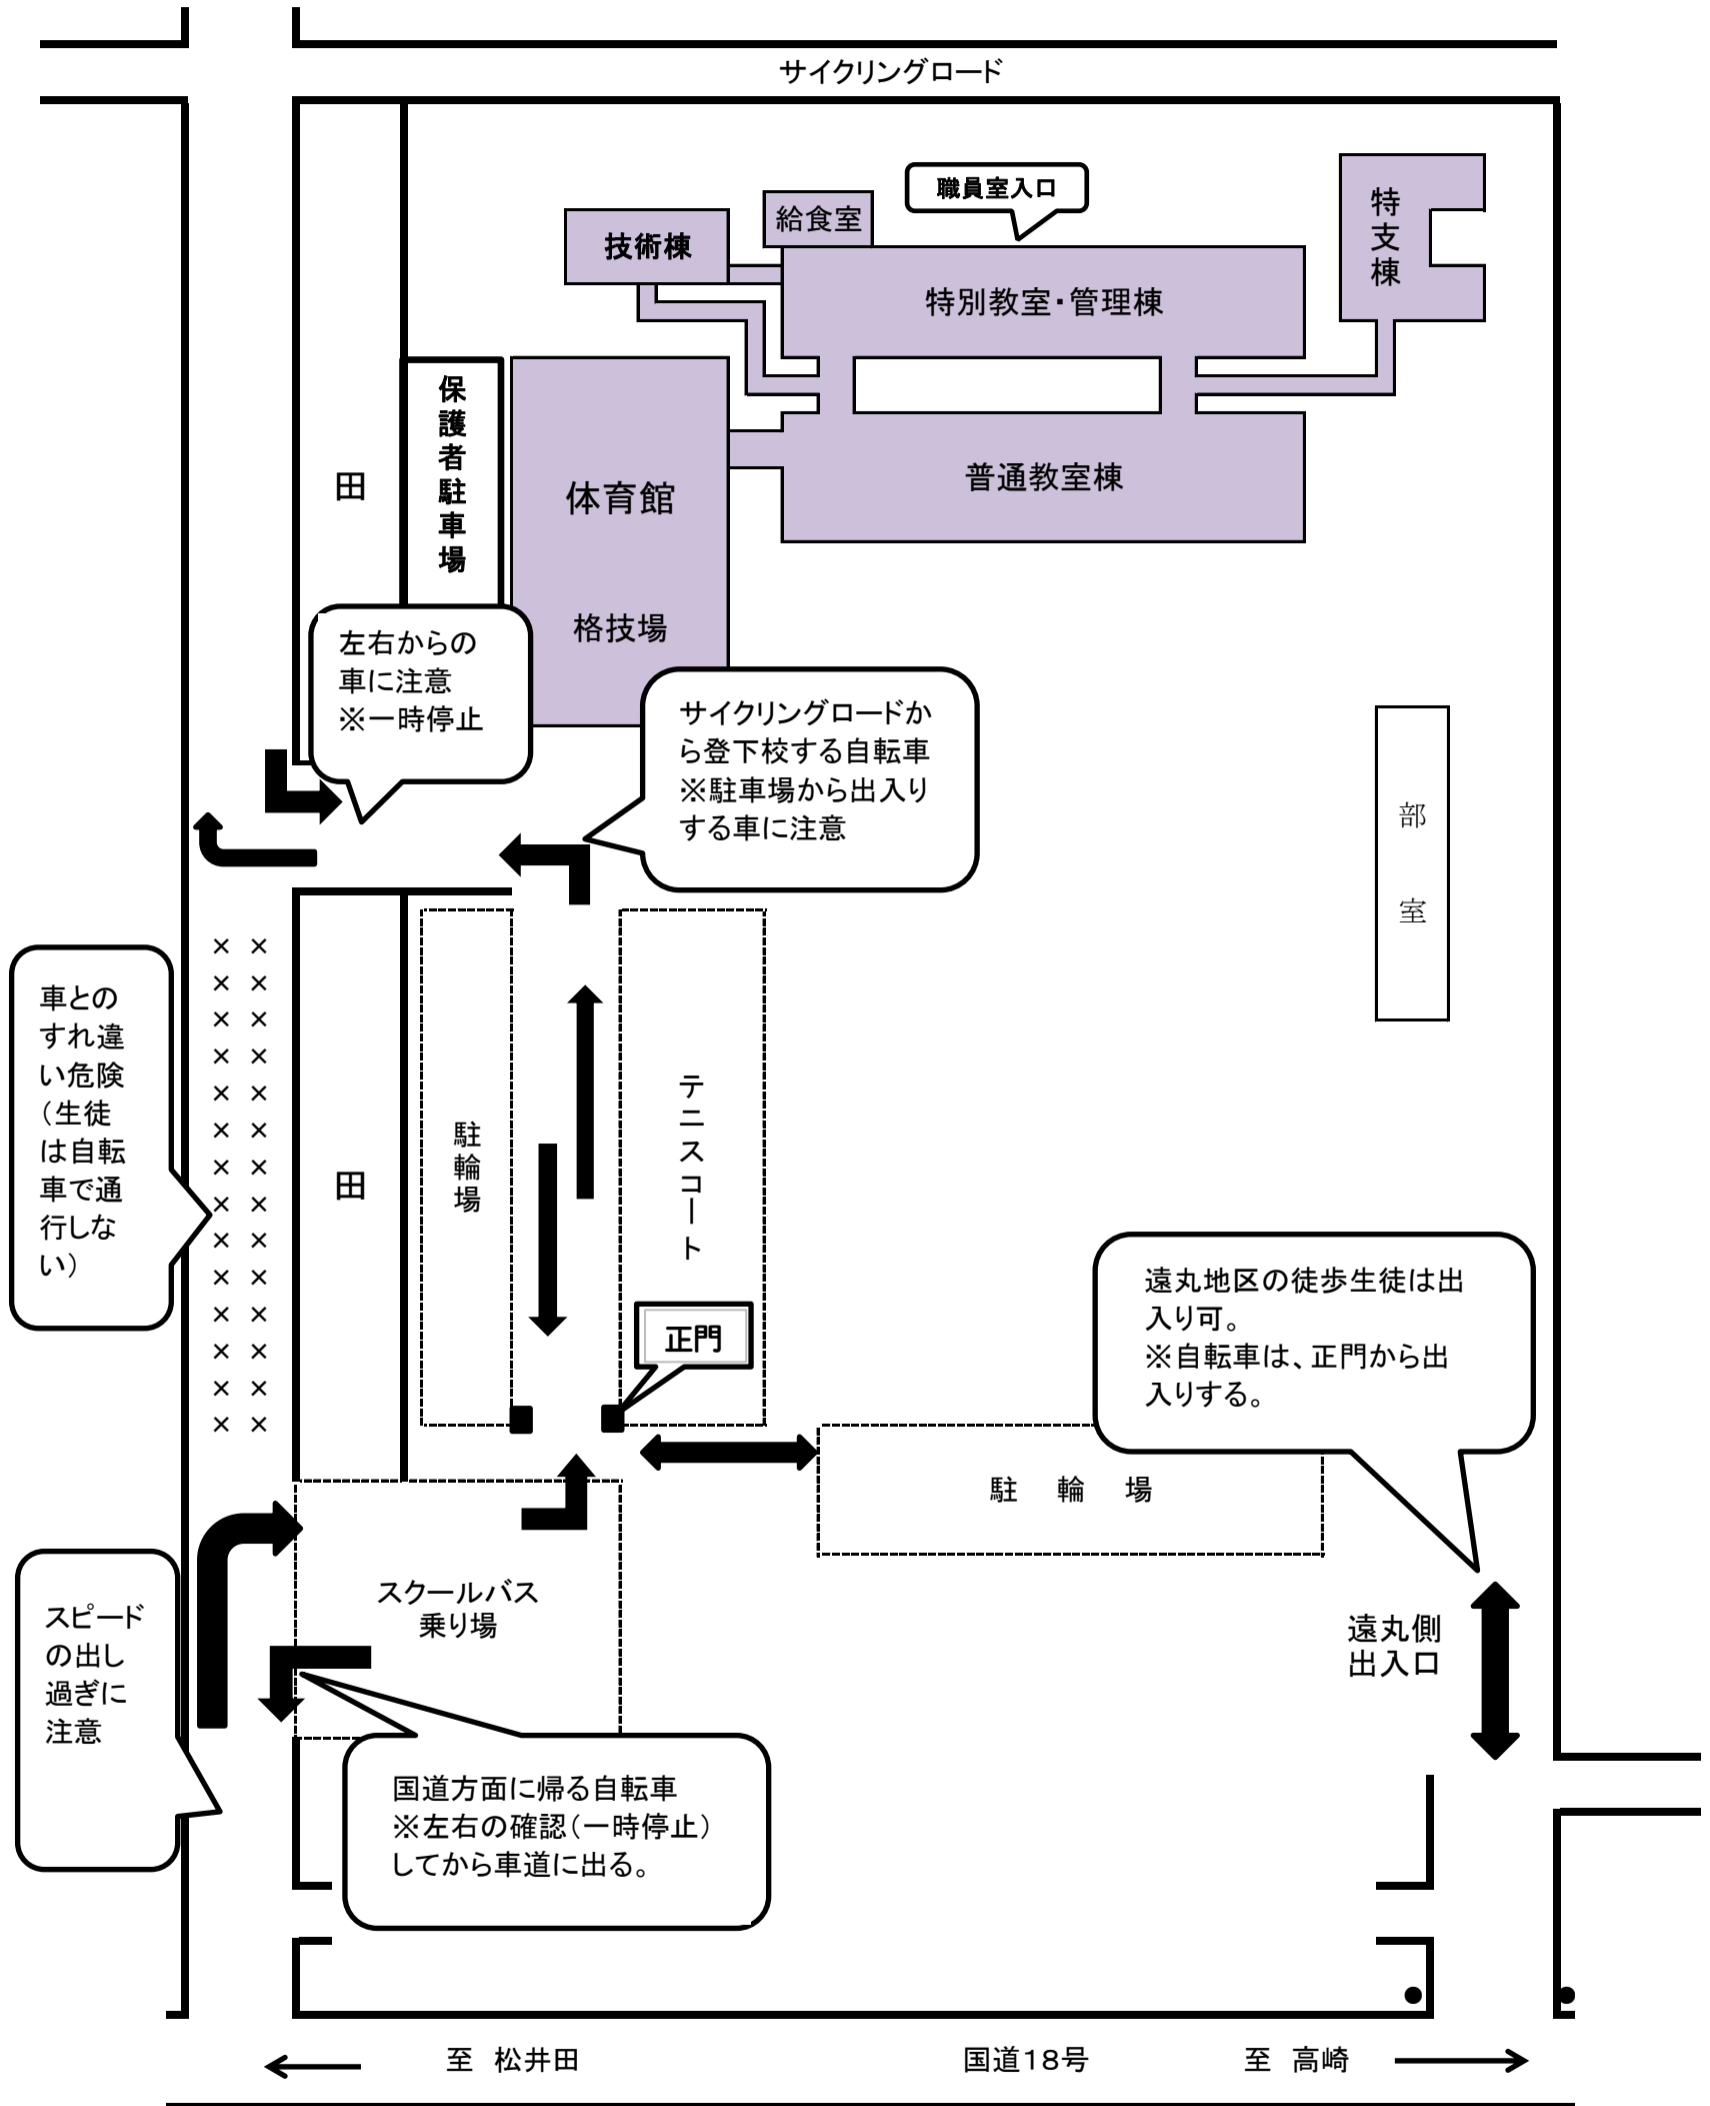 サイクリングロード
職員室入口
給食室
技術棟
特支棟
特別教室・管理棟
保護者駐車場
田
体育館
普通教室棟
格技場
左右からの
車に注意
※一時停止
サイクリングロードか
ら登下校する自転車
※駐車場から出入り
する車に注意
部室
× ×
× ×
× ×
× ×
× ×
× ×
× ×
× ×
× ×
× ×
× ×
× ×
× ×
× ×
車との
すれ違
い危険
（生徒
は自転
車で通
行しな
い）
田
駐輪場
テニスコート
正門
遠丸地区の徒歩生徒は出
入り可。
※自転車は、正門から出
入りする。
駐輪場
スクールバス
乗り場
スピード
の出し
過ぎに
注意
遠丸側
出入口
国道方面に帰る自転車
※左右の確認（一時停止）
してから車道に出る。
至 松井田
国道18号
至 高崎